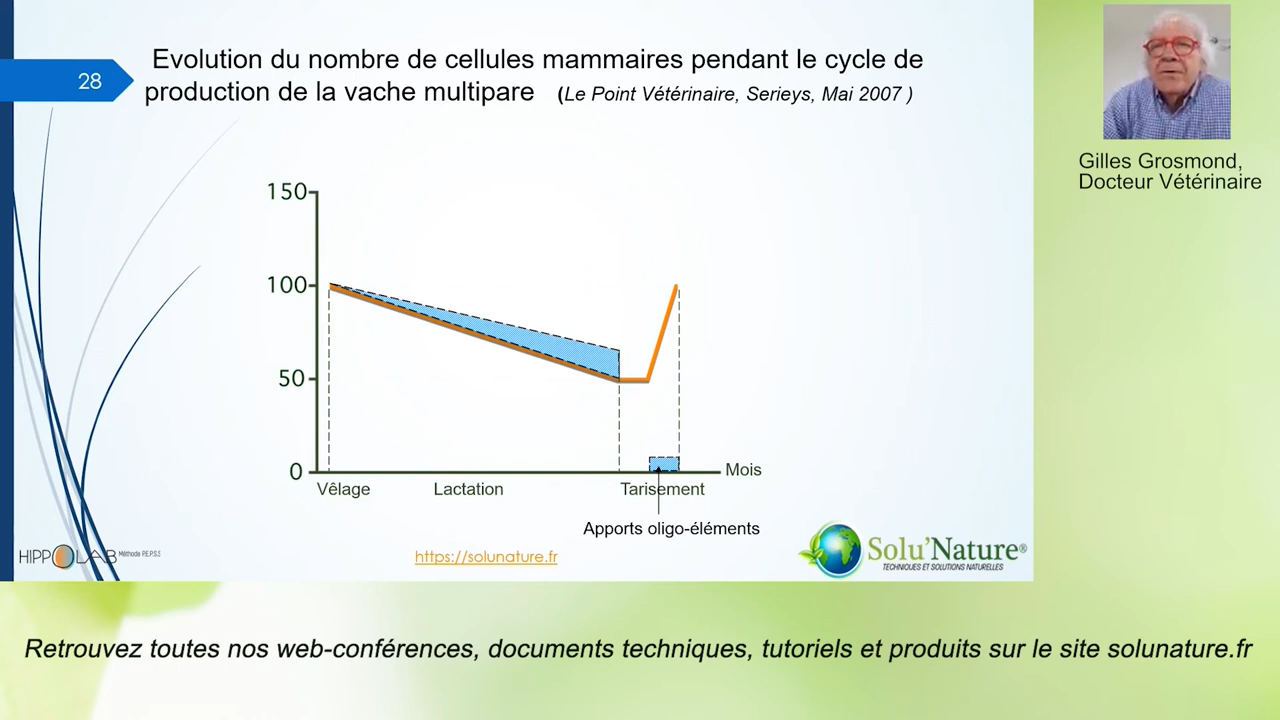 28
Evolution du nombre de cellules mammaires pendant le cycle de
production de la vache multipare (Le Point Vétérinaire, Serieys, Mai 2007 )
Gilles Grosmond,
Docteur Vétérinaire
150
100
50
0
Mois
Vêlage Lactation Tarisement
Apports oligo-éléments
HIPPOLAB Méthode P.E.P.S.S
https://solunature.fr
Solu'Nature®
TECHNIQUES ET SOLUTIONS NATURELLES
Retrouvez toutes nos web-conférences, documents techniques, tutoriels et produits sur le site solunature.fr